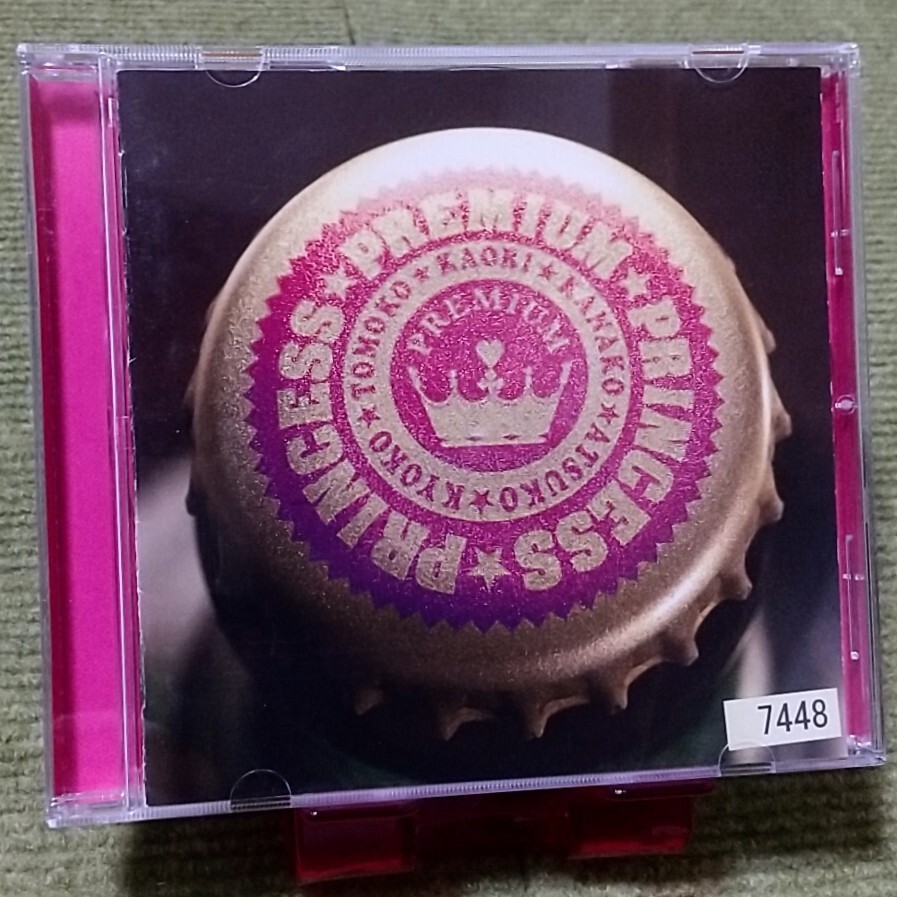 PRINCESS★PREMIUM★PRINCESS★
TOMOKO★KAORI★KANAKO★ATSUKO★KYOKO★
PREMIUM
7448